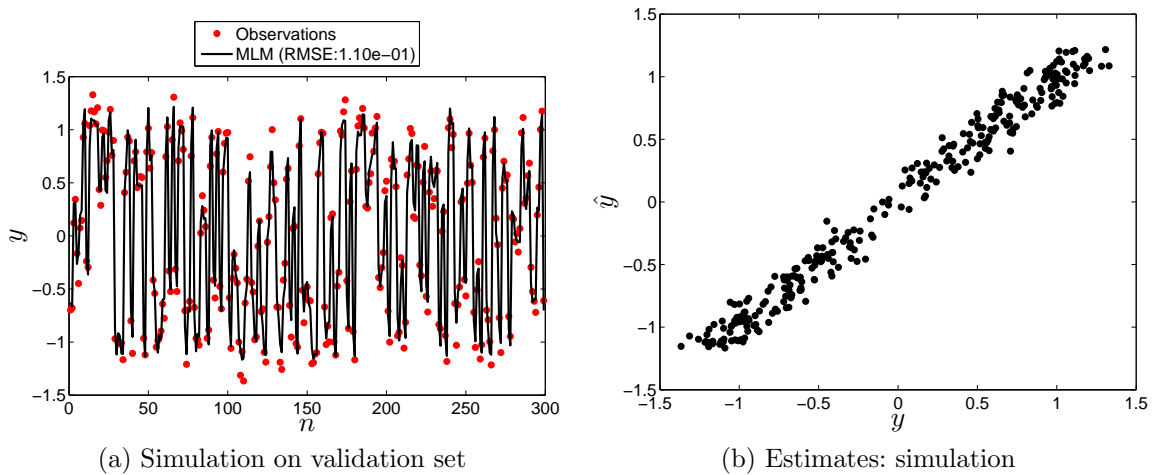 Observations
MLM (RMSE:1.10e−01)
1.5
1
0.5
0
−0.5
−1
−1.5
y
0 50 100 150 200 250 300
n
(a) Simulation on validation set
1.5
1
0.5
0
−0.5
−1
−1.5
ŷ
−1.5 −1 −0.5 0 0.5 1 1.5
y
(b) Estimates: simulation